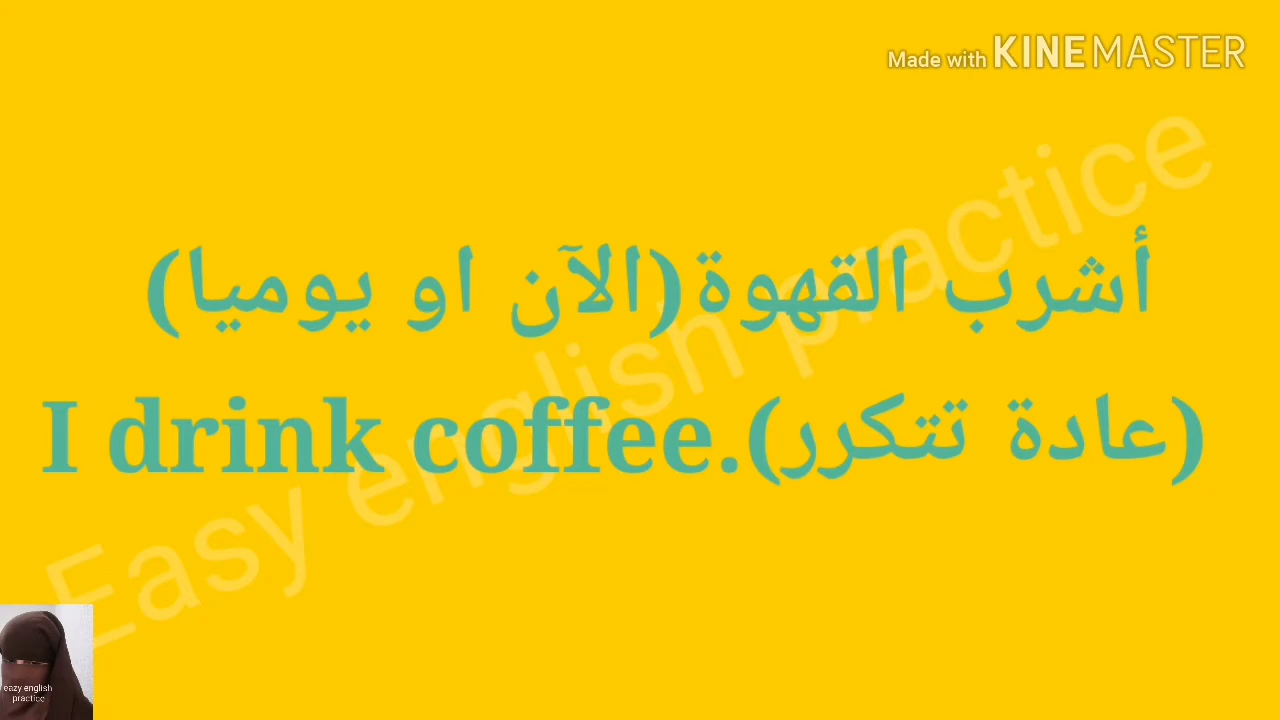 Made with KINEMASTER
أشرب القهوة(الآن او يوميا)
I drink coffee.(عادة تتكرر)
Easy english practice
eazy english
practice